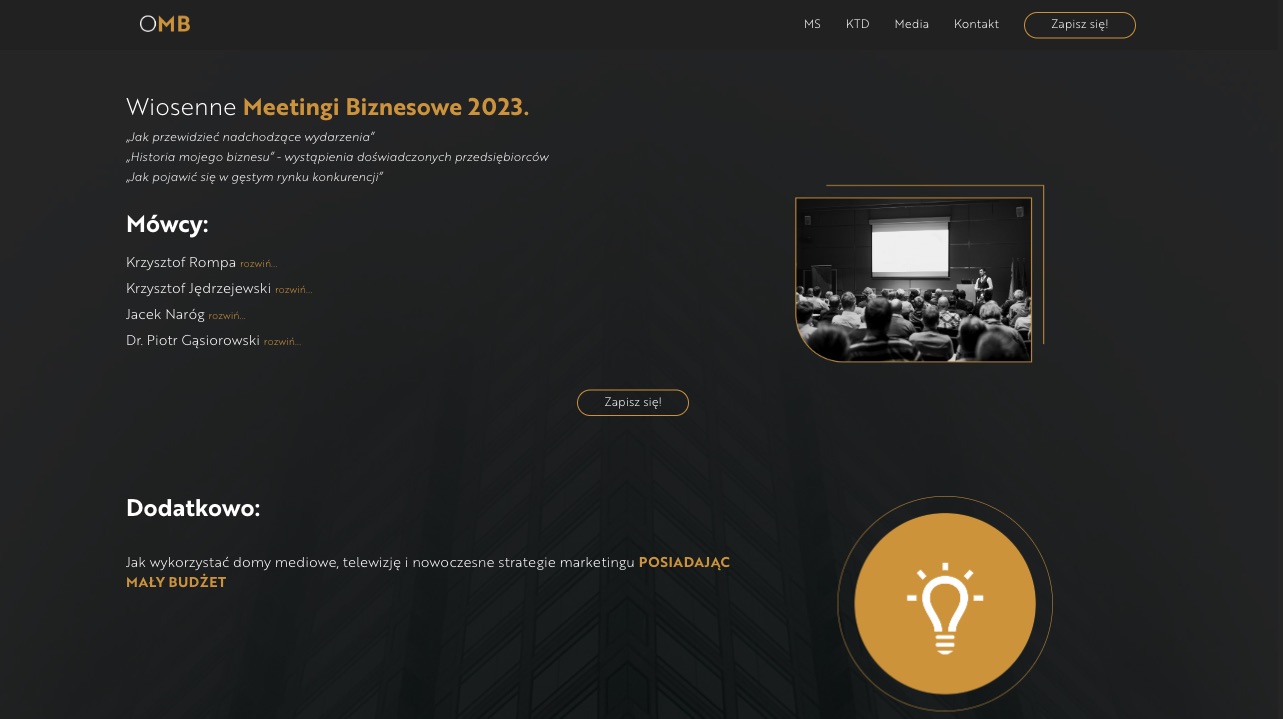 OMB
MS KTD Media Kontakt Zapisz się!
Wiosenne Meetingi Biznesowe 2023.
„Jak przewidzieć nadchodzące wydarzenia”
„Historia mojego biznesu” - wystąpienia doświadczonych przedsiębiorców
„Jak pojawić się w gęstym rynku konkurencji”
Mówcy:
Krzysztof Rompa rozwiń...
Krzysztof Jędrzejewski rozwiń...
Jacek Naróg rozwiń...
Dr. Piotr Gąsiorowski rozwiń...
Zapisz się!
Dodatkowo:
Jak wykorzystać domy mediowe, telewizję i nowoczesne strategie marketingu POSIADAJĄC
MAŁY BUDŻET